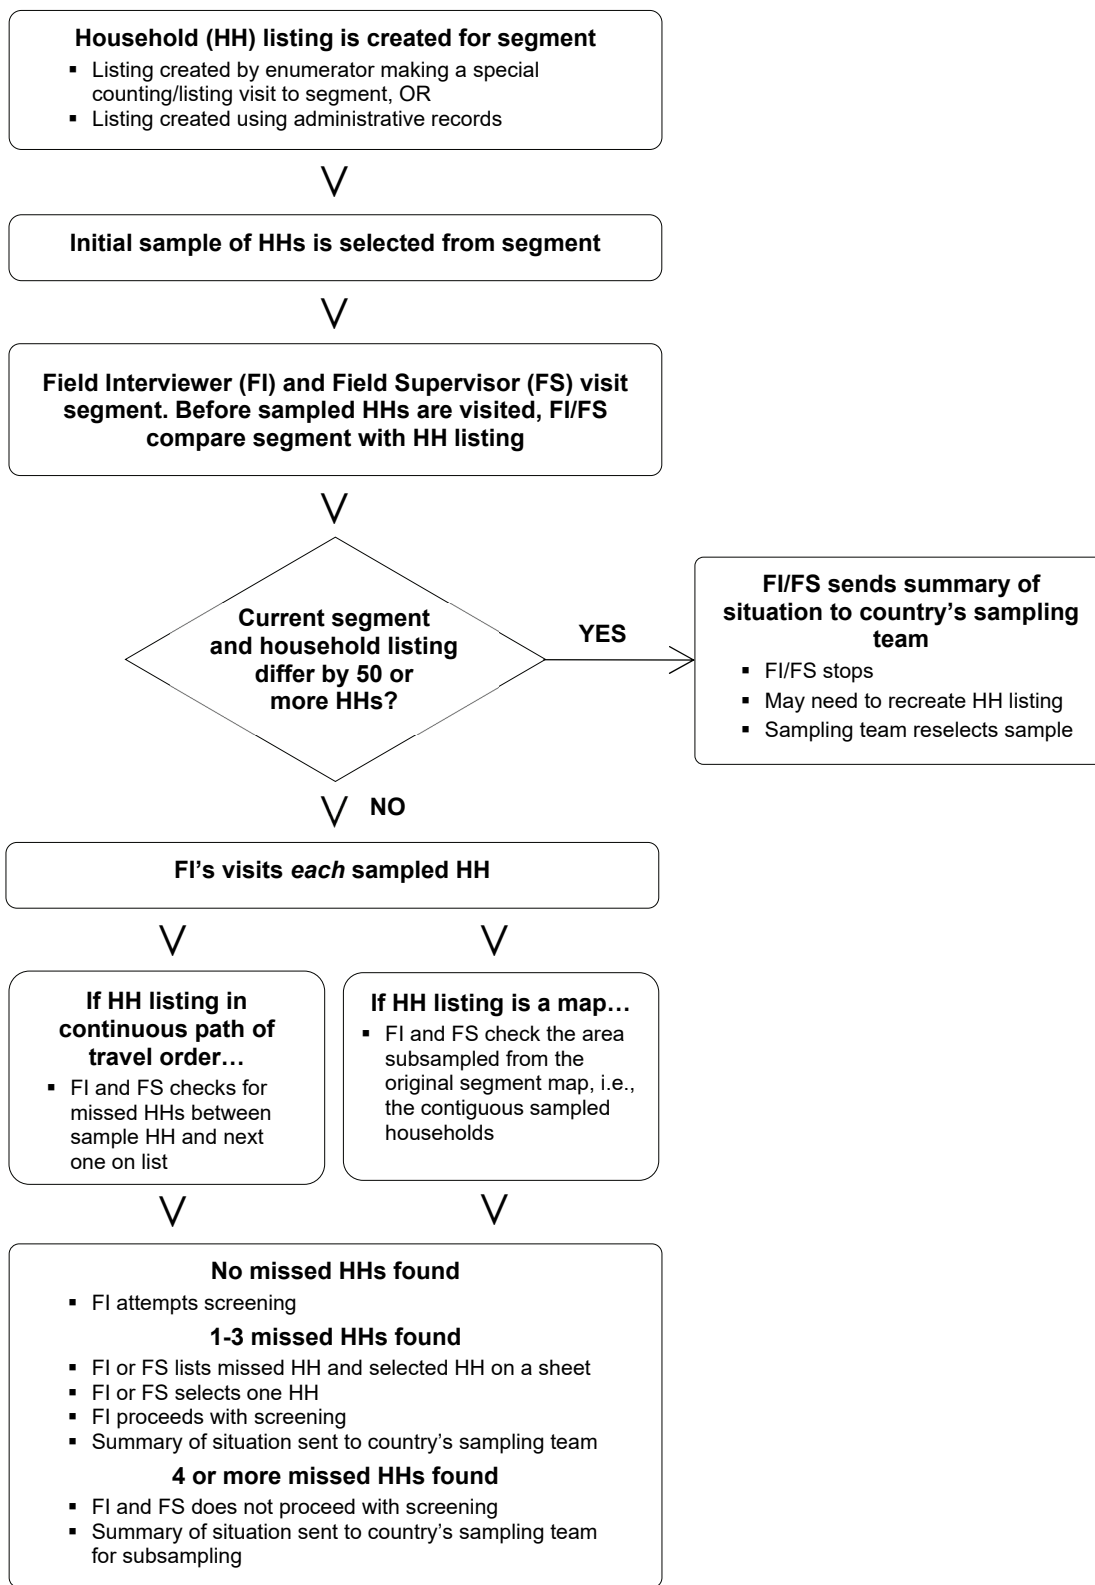 Household (HH) listing is created for segment
▪ Listing created by enumerator making a special
counting/listing visit to segment, OR
▪ Listing created using administrative records
Initial sample of HHs is selected from segment
Field Interviewer (FI) and Field Supervisor (FS) visit
segment. Before sampled HHs are visited, FI/FS
compare segment with HH listing
Current segment
and household listing
differ by 50 or
more HHs?
YES
FI/FS sends summary of
situation to country’s sampling
team
▪ FI/FS stops
▪ May need to recreate HH listing
▪ Sampling team reselects sample
NO
FI’s visits each sampled HH
If HH listing in
continuous path of
travel order…
▪ FI and FS checks for
missed HHs between
sample HH and next
one on list
If HH listing is a map…
▪ FI and FS check the area
subsampled from the
original segment map, i.e.,
the contiguous sampled
households
No missed HHs found
▪ FI attempts screening
1-3 missed HHs found
▪ FI or FS lists missed HH and selected HH on a sheet
▪ FI or FS selects one HH
▪ FI proceeds with screening
▪ Summary of situation sent to country’s sampling team
4 or more missed HHs found
▪ FI and FS does not proceed with screening
▪ Summary of situation sent to country’s sampling team
for subsampling